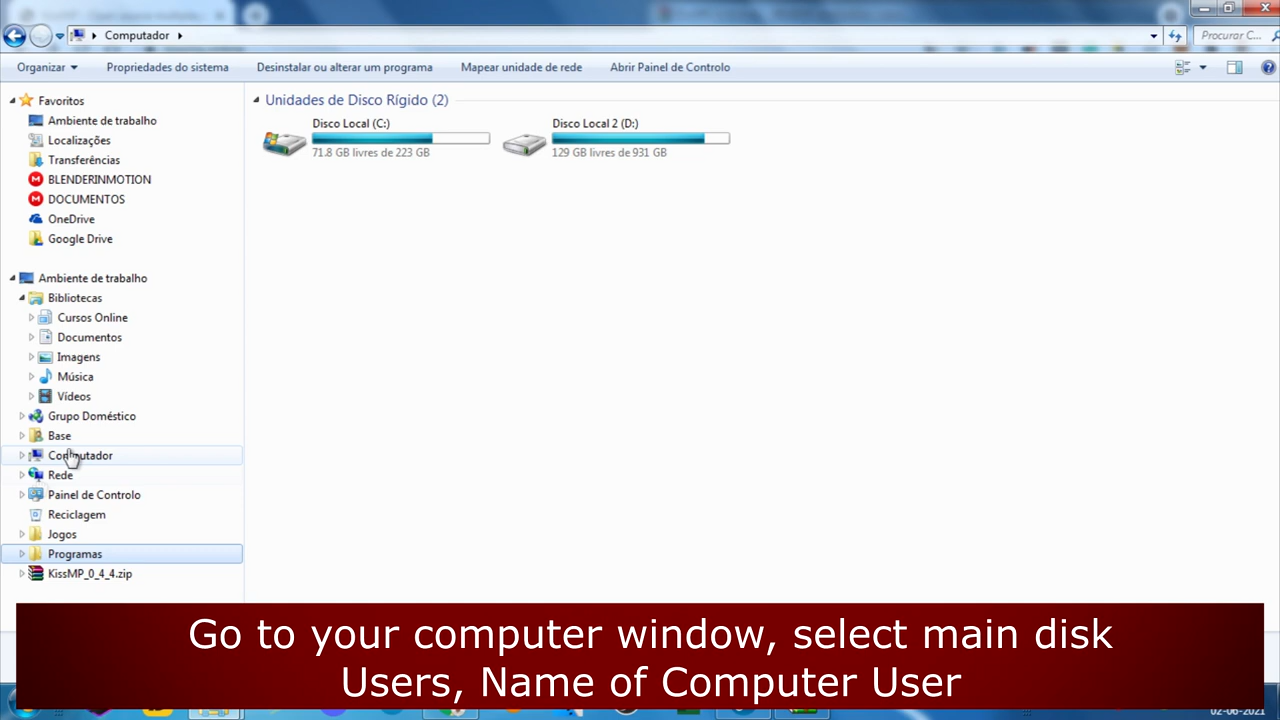 Computador
Procurar C...
Organizar
Propriedades do sistema
Desinstalar ou alterar um programa
Mapear unidade de rede
Abrir Painel de Controlo
Favoritos
Ambiente de trabalho
Localizações
Transferências
BLENDERINMOTION
DOCUMENTOS
OneDrive
Google Drive
Ambiente de trabalho
Bibliotecas
Cursos Online
Documentos
Imagens
Música
Vídeos
Grupo Doméstico
Base
Computador
Rede
Painel de Controlo
Reciclagem
Jogos
Programas
KissMP_0_4_4.zip
Unidades de Disco Rígido (2)
Disco Local (C:)
71.8 GB livres de 223 GB
Disco Local 2 (D:)
129 GB livres de 931 GB
Go to your computer window, select main disk
Users, Name of Computer User
02-06-2021